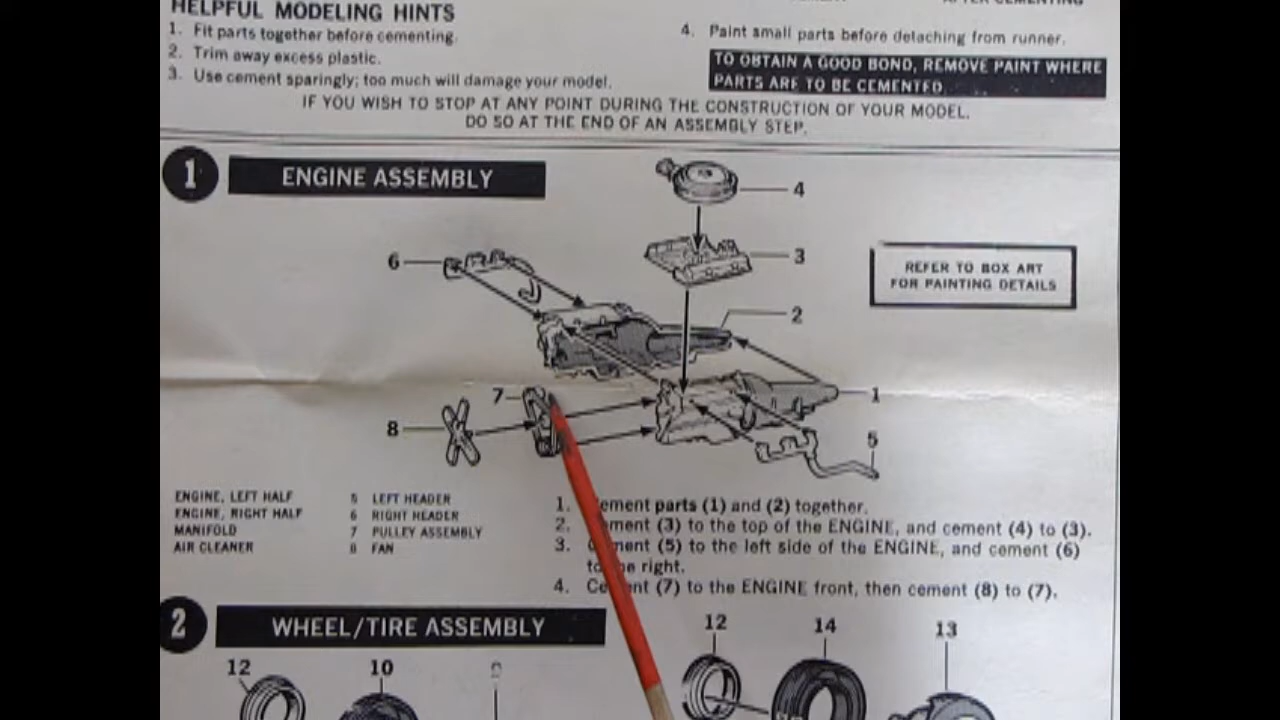 HELPFUL MODELING HINTS
1. Fit parts together before cementing.
2. Trim away excess plastic.
3. Use cement sparingly; too much will damage your model.
AFTER CEMENTING
4. Paint small parts before detaching from runner.
TO OBTAIN A GOOD BOND, REMOVE PAINT WHERE
PARTS ARE TO BE CEMENTED
IF YOU WISH TO STOP AT ANY POINT DURING THE CONSTRUCTION OF YOUR MODEL.
DO SO AT THE END OF AN ASSEMBLY STEP.
1 ENGINE ASSEMBLY
4
3
6
REFER TO BOX ART
FOR PAINTING DETAILS
2
7
1
8
5
ENGINE, LEFT HALF
ENGINE, RIGHT HALF
MANIFOLD
AIR CLEANER
5 LEFT HEADER
6 RIGHT HEADER
7 PULLEY ASSEMBLY
8 FAN
1. ement parts (1) and (2) together.
2. ment (3) to the top of the ENGINE, and cement (4) to (3).
3. C ment (5) to the left side of the ENGINE, and cement (6)
to he right.
4. Ce nt (7) to the ENGINE front, then cement (8) to (7).
2 WHEEL/TIRE ASSEMBLY
12
10
9
12
14
13